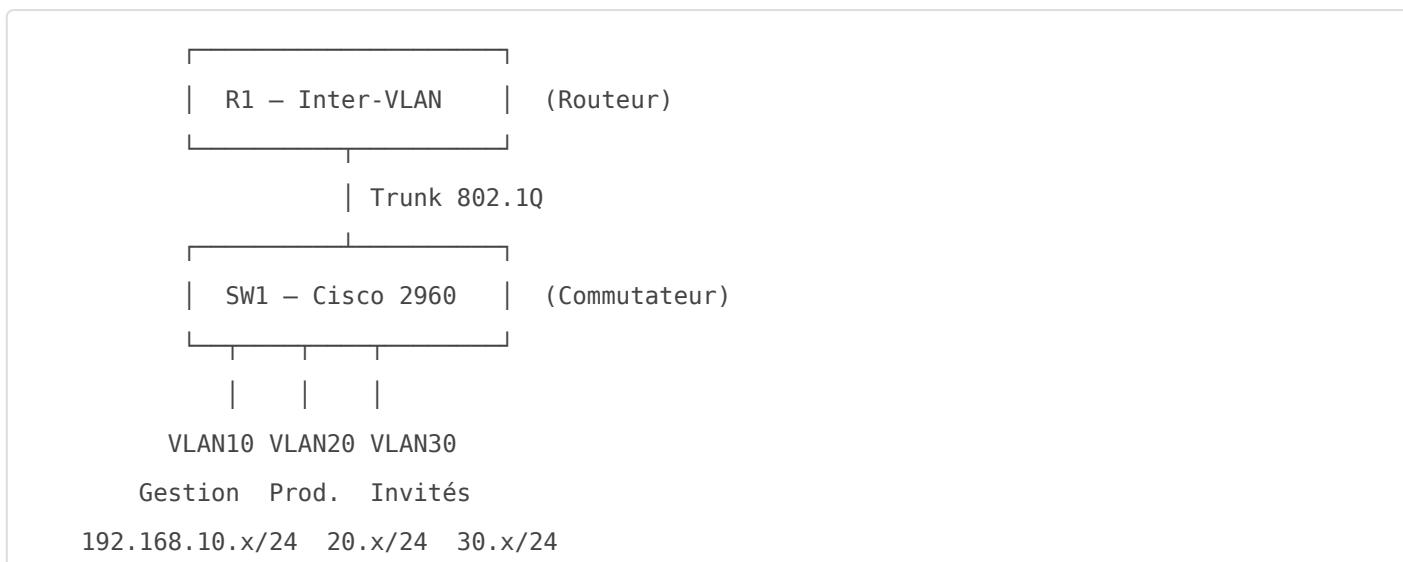 R1 — Inter-VLAN (Routeur)
Trunk 802.1Q
SW1 — Cisco 2960 (Commutateur)
VLAN10 VLAN20 VLAN30
Gestion Prod. Invités
192.168.10.x/24 20.x/24 30.x/24